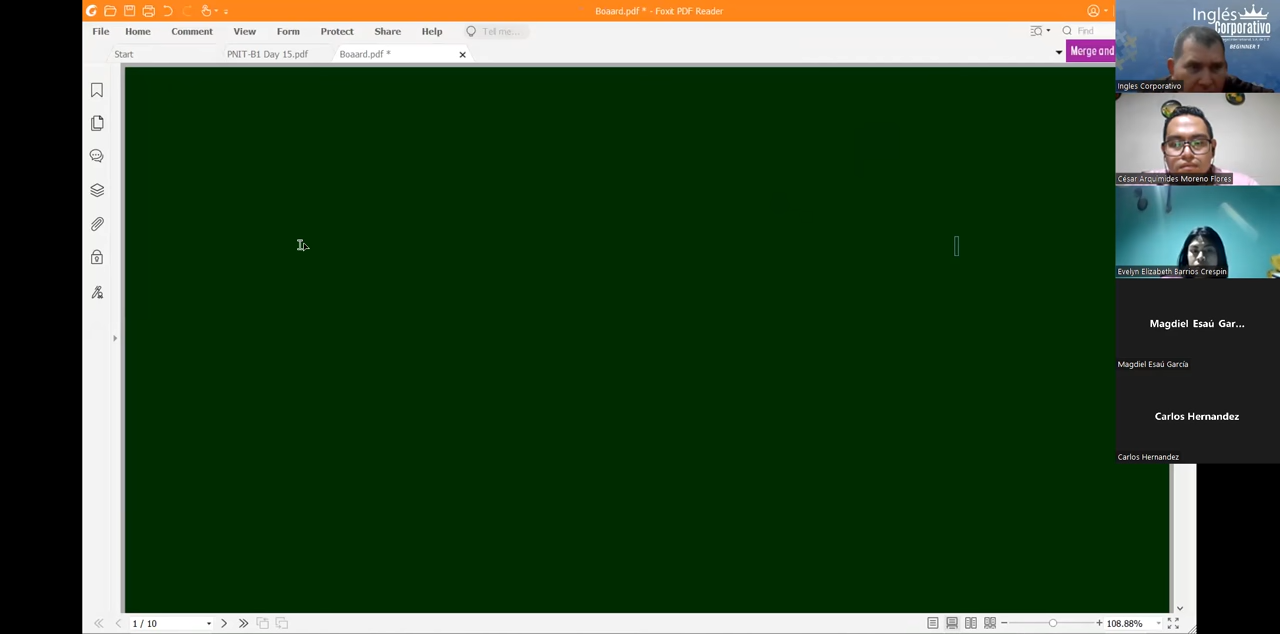 Boaard.pdf * - Foxit PDF Reader
File Home Comment View Form Protect Share Help Tell me... Find
Start PNIT-B1 Day 15.pdf Boaard.pdf * Merge and
Inglés
Corporativo
BEGINNER 1
Ingles Corporativo
César Arquimides Moreno Flores
Evelyn Elizabeth Barrios Crespin
Magdiel Esaú Gar...
Magdiel Esaú García
Carlos Hernandez
Carlos Hernandez
1 / 10 108.88%